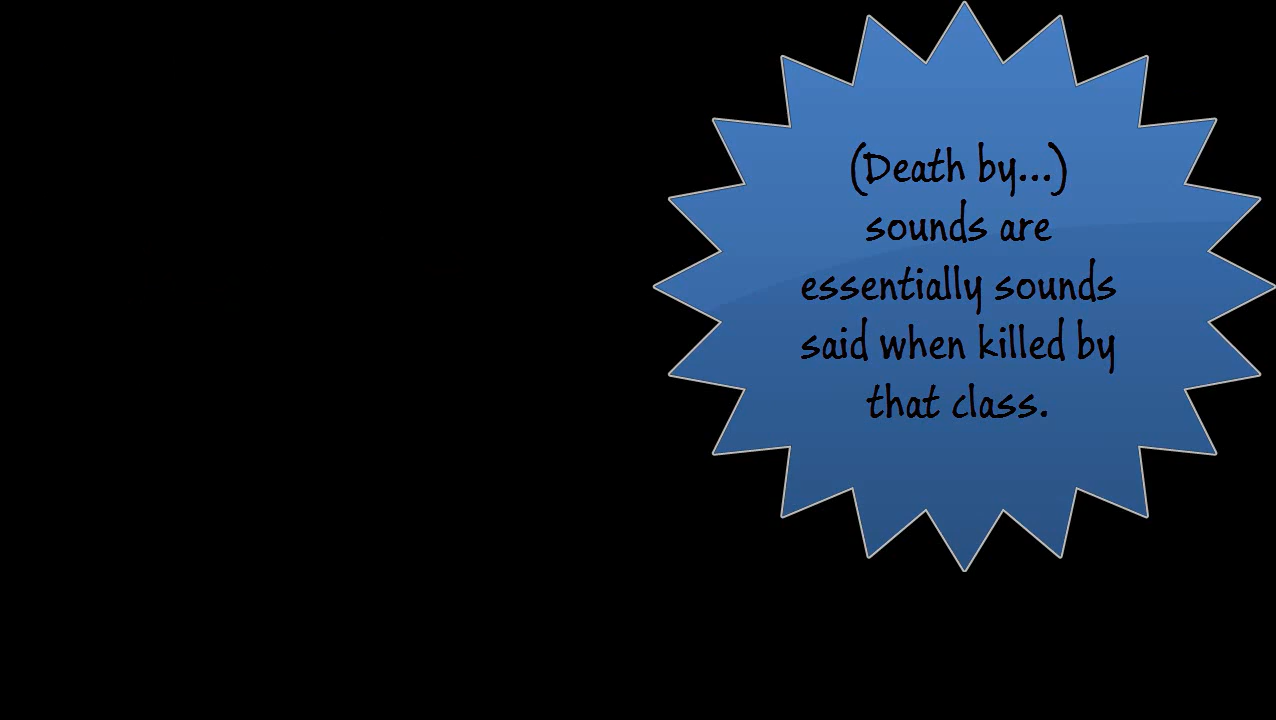 (Death by...)
sounds are
essentially sounds
said when killed by
that class.